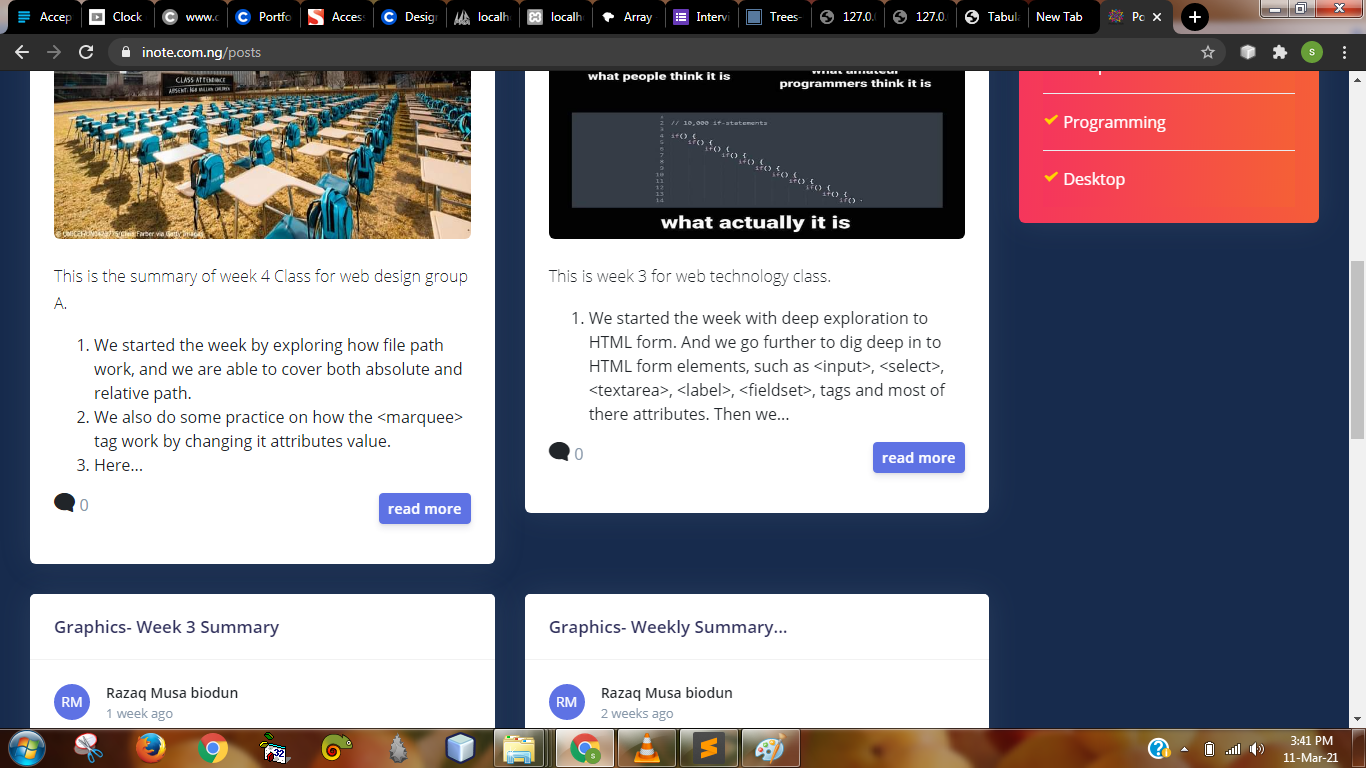 Accep
Clock
www.c
Portfo
Access
Design
localh
localh
Array
Intervi
Trees-
127.0.
127.0.
Tabula
New Tab
Po
inote.com.ng/posts
S
CLASS ATTENDANCE
ABSENT: 168 MILLION CHILDREN
This is the summary of week 4 Class for web design group
A.
1. We started the week by exploring how file path
work, and we are able to cover both absolute and
relative path.
2. We also do some practice on how the <marquee>
tag work by changing it attributes value.
3. Here...
0
read more
what people think it is
what amateur
programmers think it is
1
2 // 10,000 if-statements
3
4 if() {
5 if() {
6 if() {
7 if() {
8 if() {
9 if() {
10 if() {
11 if() {
12 if() {
13 if() {
14 if() .
what actually it is
This is week 3 for web technology class.
1. We started the week with deep exploration to
HTML form. And we go further to dig deep in to
HTML form elements, such as <input>, <select>,
<textarea>, <label>, <fieldset>, tags and most of
there attributes. Then we...
0
read more
Programming
Desktop
Graphics- Week 3 Summary
RM
Razaq Musa biodun
1 week ago
Graphics- Weekly Summary...
RM
Razaq Musa biodun
2 weeks ago
3:41 PM
11-Mar-21